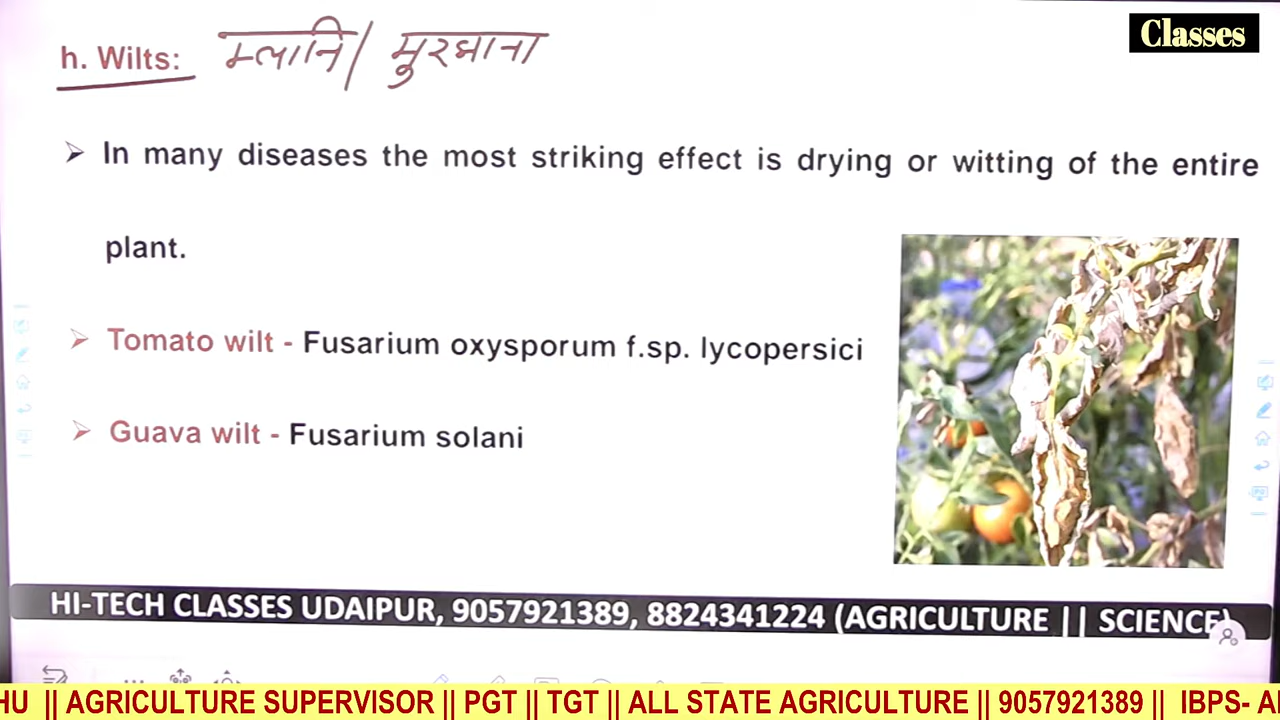 Classes
h. Wilts: म्लानि / मुरझाना
➢ In many diseases the most striking effect is drying or witting of the entire
plant.
➢ Tomato wilt - Fusarium oxysporum f.sp. lycopersici
➢ Guava wilt - Fusarium solani
HI-TECH CLASSES UDAIPUR, 9057921389, 8824341224 (AGRICULTURE || SCIENCE)
HU || AGRICULTURE SUPERVISOR || PGT || TGT || ALL STATE AGRICULTURE || 9057921389 || IBPS- A